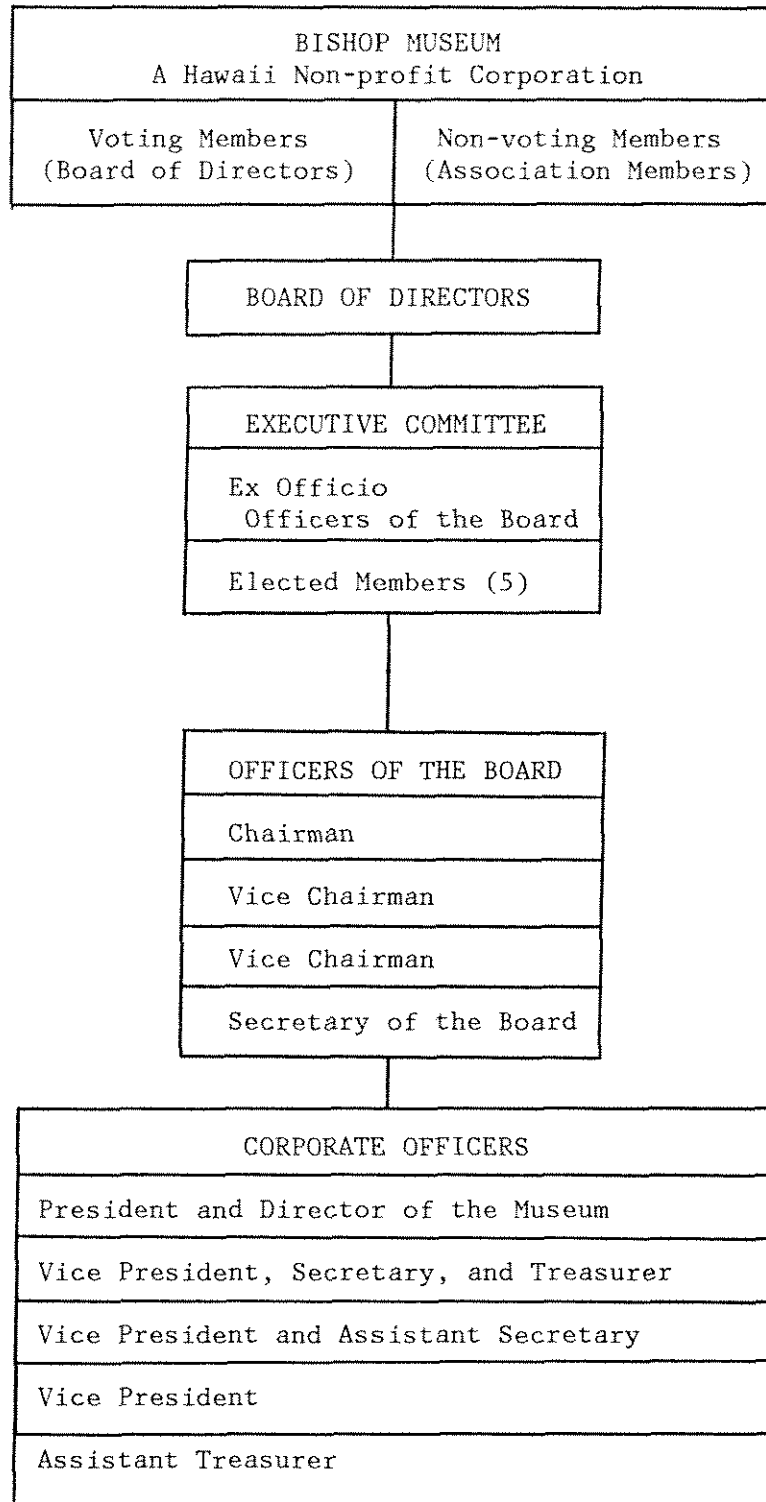 BISHOP MUSEUM
A Hawaii Non-profit Corporation
Voting Members
(Board of Directors)
Non-voting Members
(Association Members)
BOARD OF DIRECTORS
EXECUTIVE COMMITTEE
Ex Officio
Officers of the Board
Elected Members (5)
OFFICERS OF THE BOARD
Chairman
Vice Chairman
Vice Chairman
Secretary of the Board
CORPORATE OFFICERS
President and Director of the Museum
Vice President, Secretary, and Treasurer
Vice President and Assistant Secretary
Vice President
Assistant Treasurer